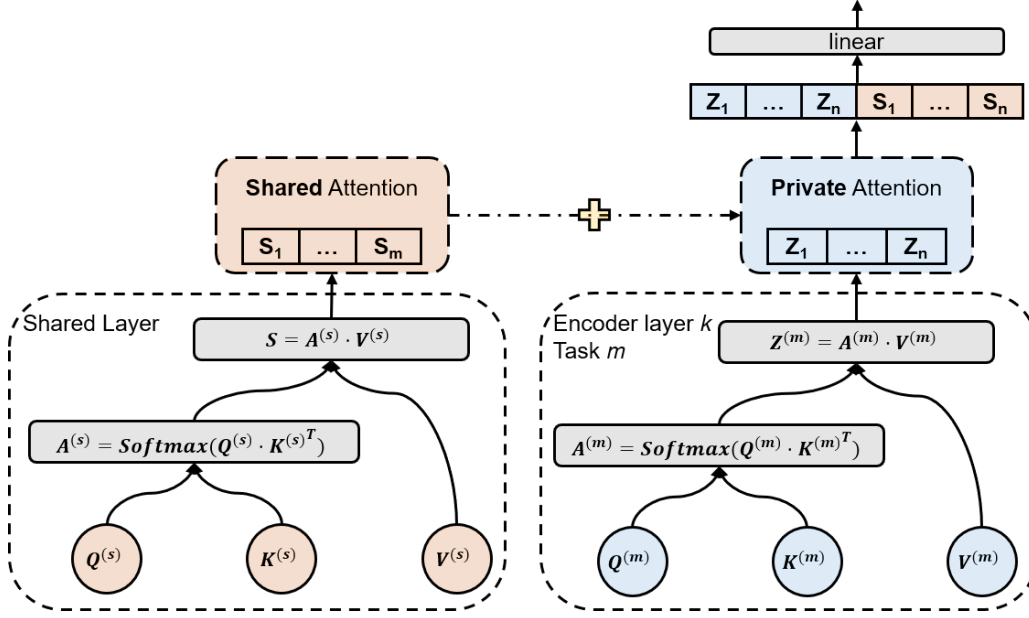 linear
Z₁ ... Zₙ S₁ ... Sₙ
Shared Attention
S₁ ... Sₘ
Private Attention
Z₁ ... Zₙ
Shared Layer
S = A⁽ˢ⁾ · V⁽ˢ⁾
A⁽ˢ⁾ = Softmax(Q⁽ˢ⁾ · K⁽ˢ⁾ᵀ)
Q⁽ˢ⁾ K⁽ˢ⁾ V⁽ˢ⁾
Encoder layer k
Task m
Z⁽ᵐ⁾ = A⁽ᵐ⁾ · V⁽ᵐ⁾
A⁽ᵐ⁾ = Softmax(Q⁽ᵐ⁾ · K⁽ᵐ⁾ᵀ)
Q⁽ᵐ⁾ K⁽ᵐ⁾ V⁽ᵐ⁾